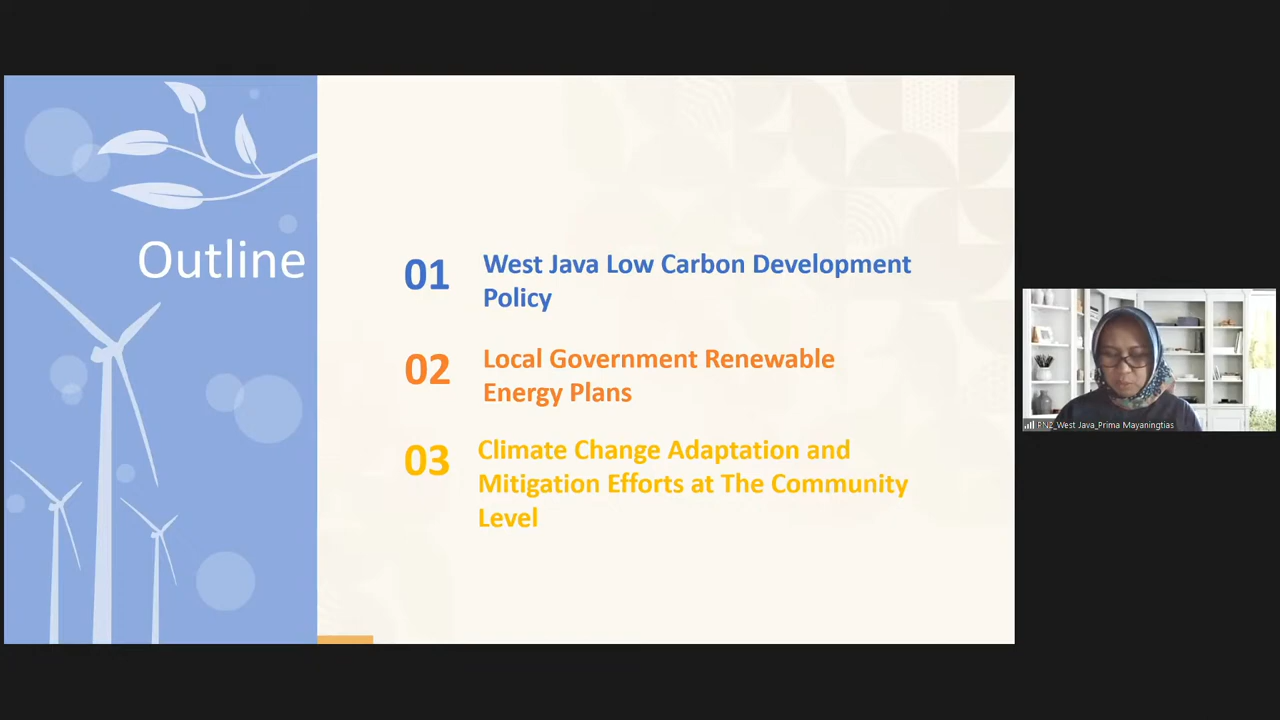 Outline
01
West Java Low Carbon Development
Policy
02
Local Government Renewable
Energy Plans
03
Climate Change Adaptation and
Mitigation Efforts at The Community
Level
PNZ_West Java_Prima Mayaningtias